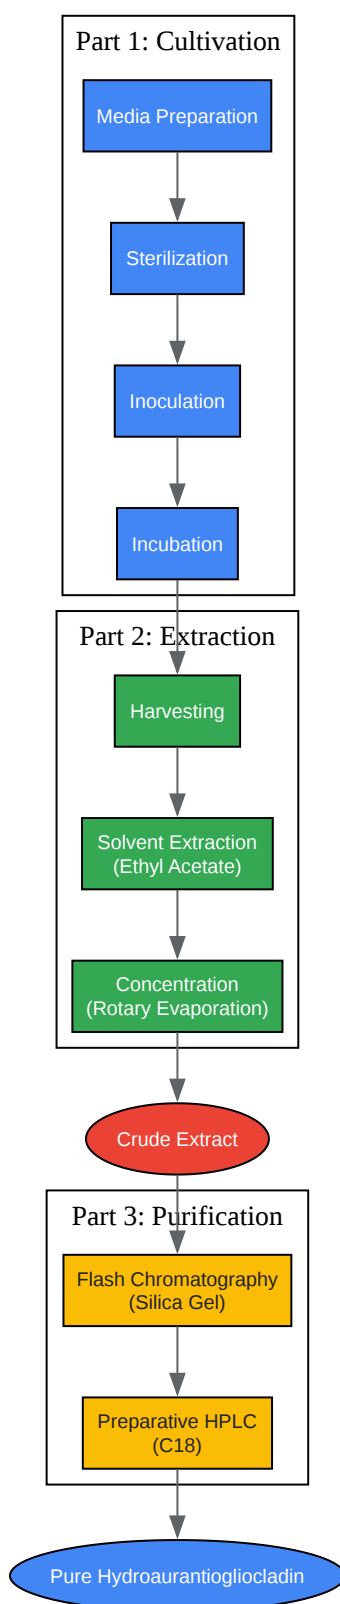 Part 1: Cultivation
Media Preparation
Sterilization
Inoculation
Incubation
Part 2: Extraction
Harvesting
Solvent Extraction
(Ethyl Acetate)
Concentration
(Rotary Evaporation)
Crude Extract
Part 3: Purification
Flash Chromatography
(Silica Gel)
Preparative HPLC
(C18)
Pure Hydroaurantiogliocladin